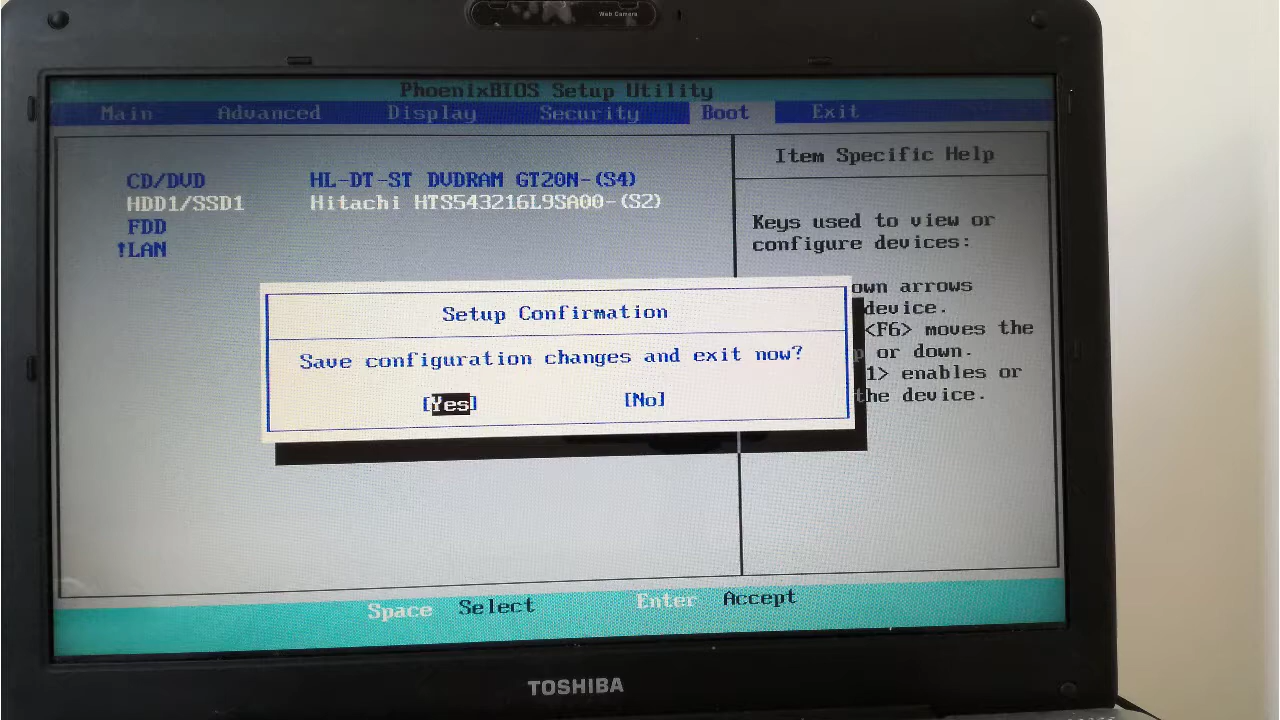 Web Camera
PhoenixBIOS Setup Utility
Main Advanced Display Security Boot Exit
CD/DVD HL-DT-ST DVDRAM GT20N-(S4)
HDD1/SSD1 Hitachi HTS543216L9SA00-(S2)
FDD
!LAN
Item Specific Help
Keys used to view or
configure devices:
arrows
device.
<F6> moves the
or down.
enables or
the device.
Setup Confirmation
Save configuration changes and exit now?
[Yes] [No]
Space Select Enter Accept
TOSHIBA